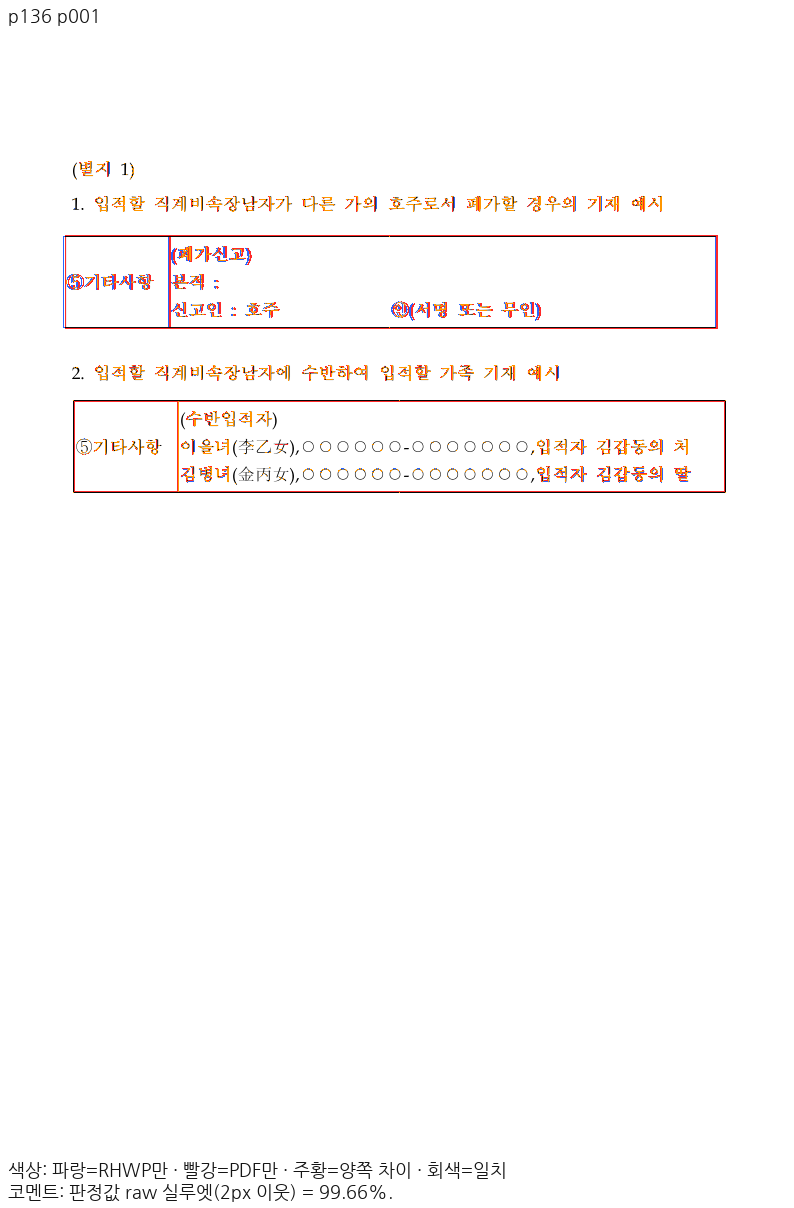 p136 p001
(별지 1)
1. 입적할 직계비속장남자가 다른 가의 호주로서 폐가할 경우의 기재 예시
(폐가신고)
⑤기타사항 본적 :
신고인 : 호주 ㊞(서명 또는 무인)
2. 입적할 직계비속장남자에 수반하여 입적할 가족 기재 예시
(수반입적자)
⑤기타사항 이을녀(李乙女),○○○○○○-○○○○○○○,입적자 김갑동의 처
김병녀(金丙女),○○○○○○-○○○○○○○,입적자 김갑동의 딸
색상: 파랑=RHWP만 · 빨강=PDF만 · 주황=양쪽 차이 · 회색=일치
코멘트: 판정값 raw 실루엣(2px 이웃) = 99.66%.